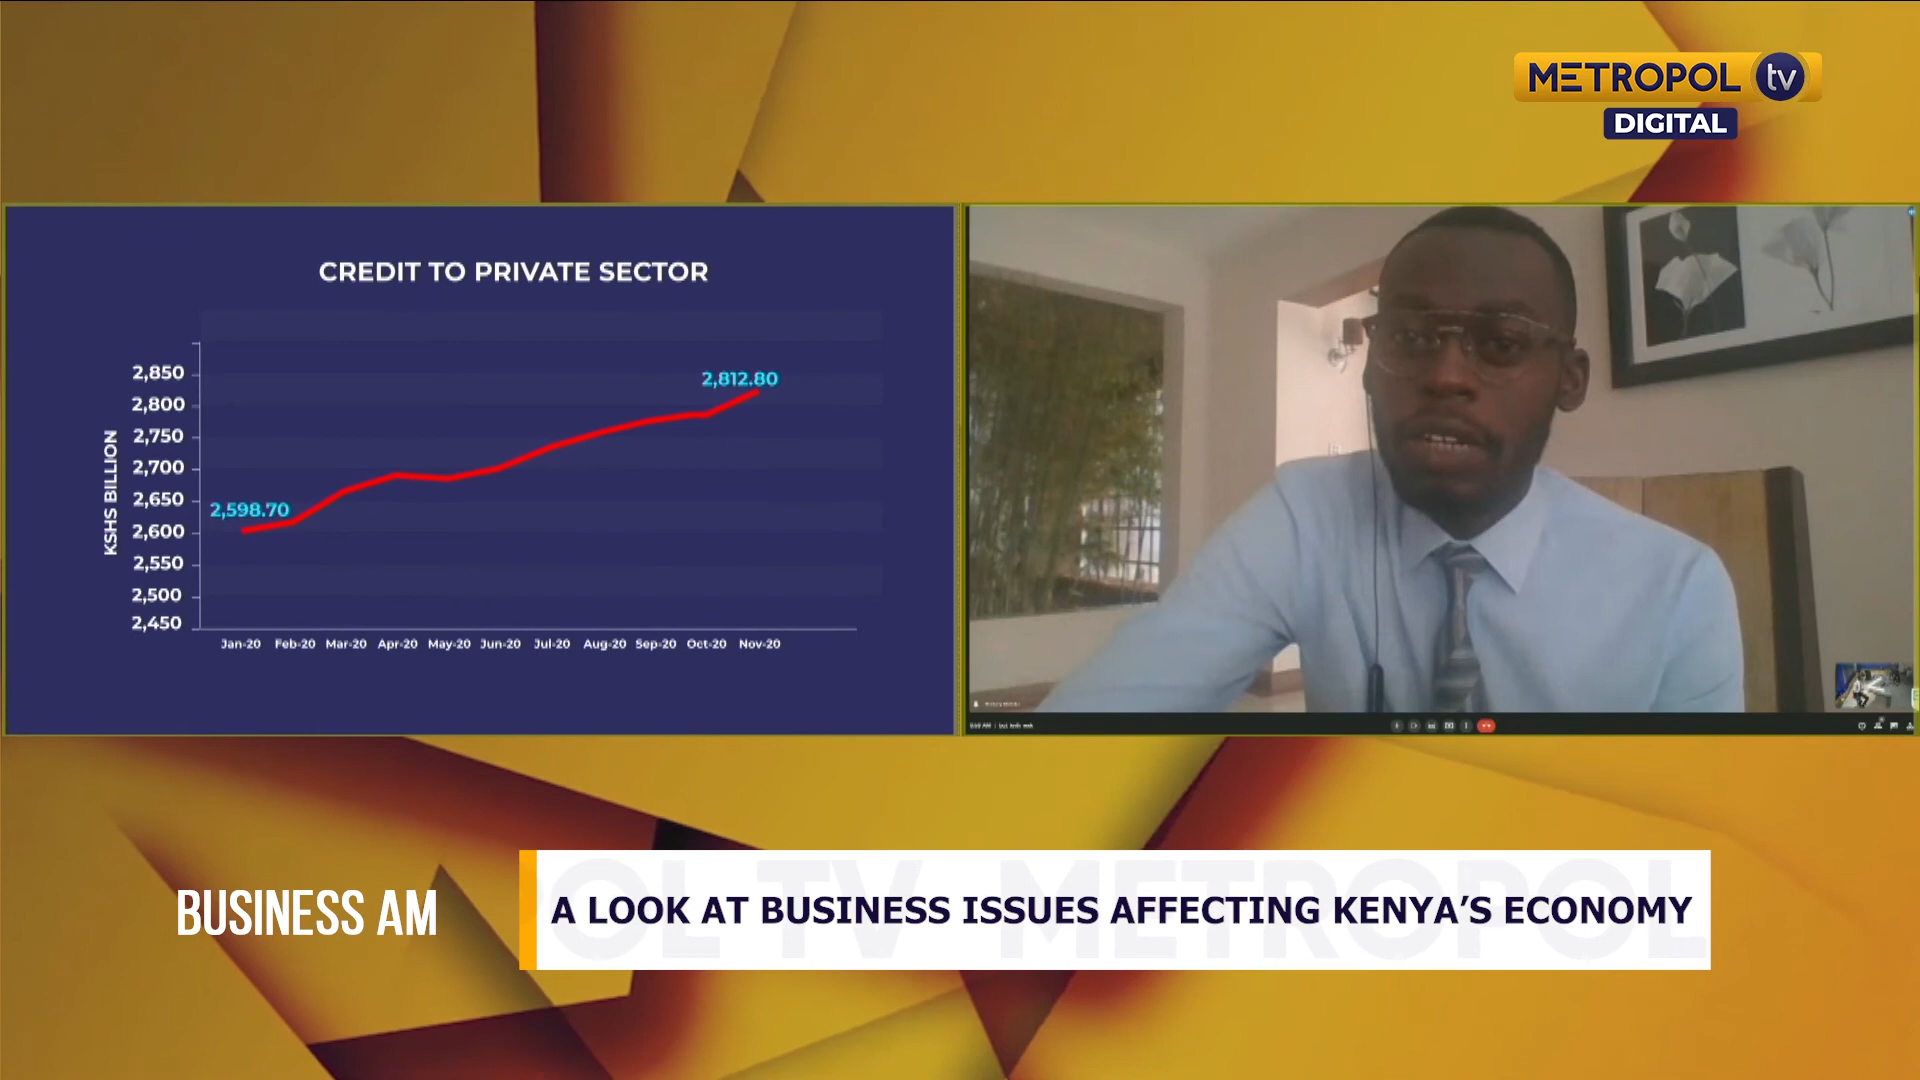 METROPOL tv
DIGITAL
CREDIT TO PRIVATE SECTOR
KSHS BILLION
2,850
2,800
2,750
2,700
2,650
2,600
2,550
2,500
2,450
2,598.70
2,812.80
Jan-20 Feb-20 Mar-20 Apr-20 May-20 Jun-20 Jul-20 Aug-20 Sep-20 Oct-20 Nov-20
BUSINESS AM
A LOOK AT BUSINESS ISSUES AFFECTING KENYA’S ECONOMY
OL TV METROPOL